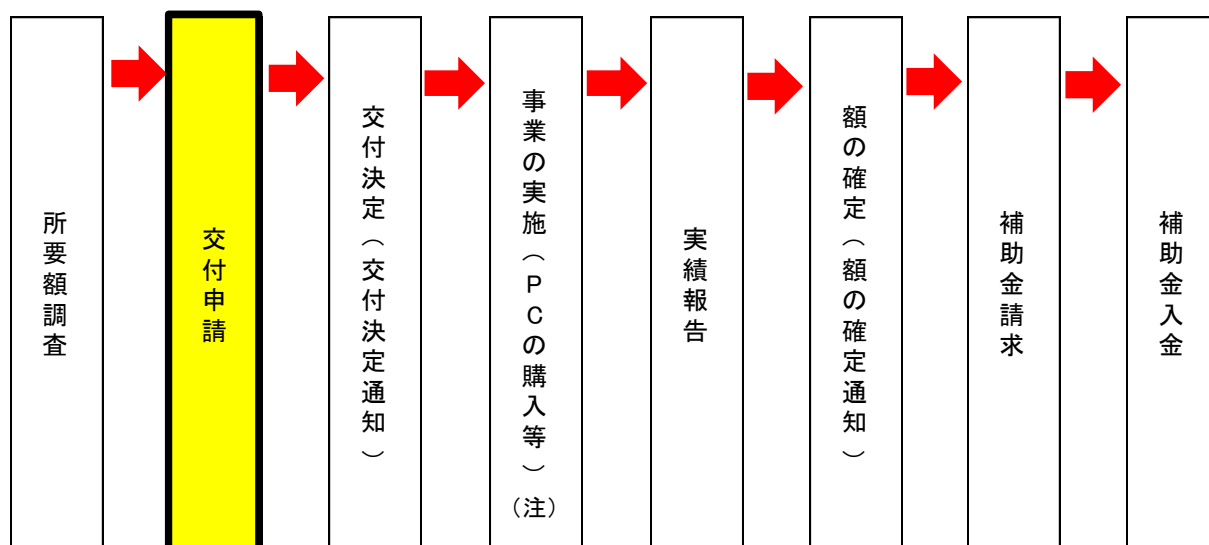 所要額調査
交付申請
交付決定（交付決定通知）
事業の実施（ＰＣの購入等）
（注）
実績報告
額の確定（額の確定通知）
補助金請求
補助金入金